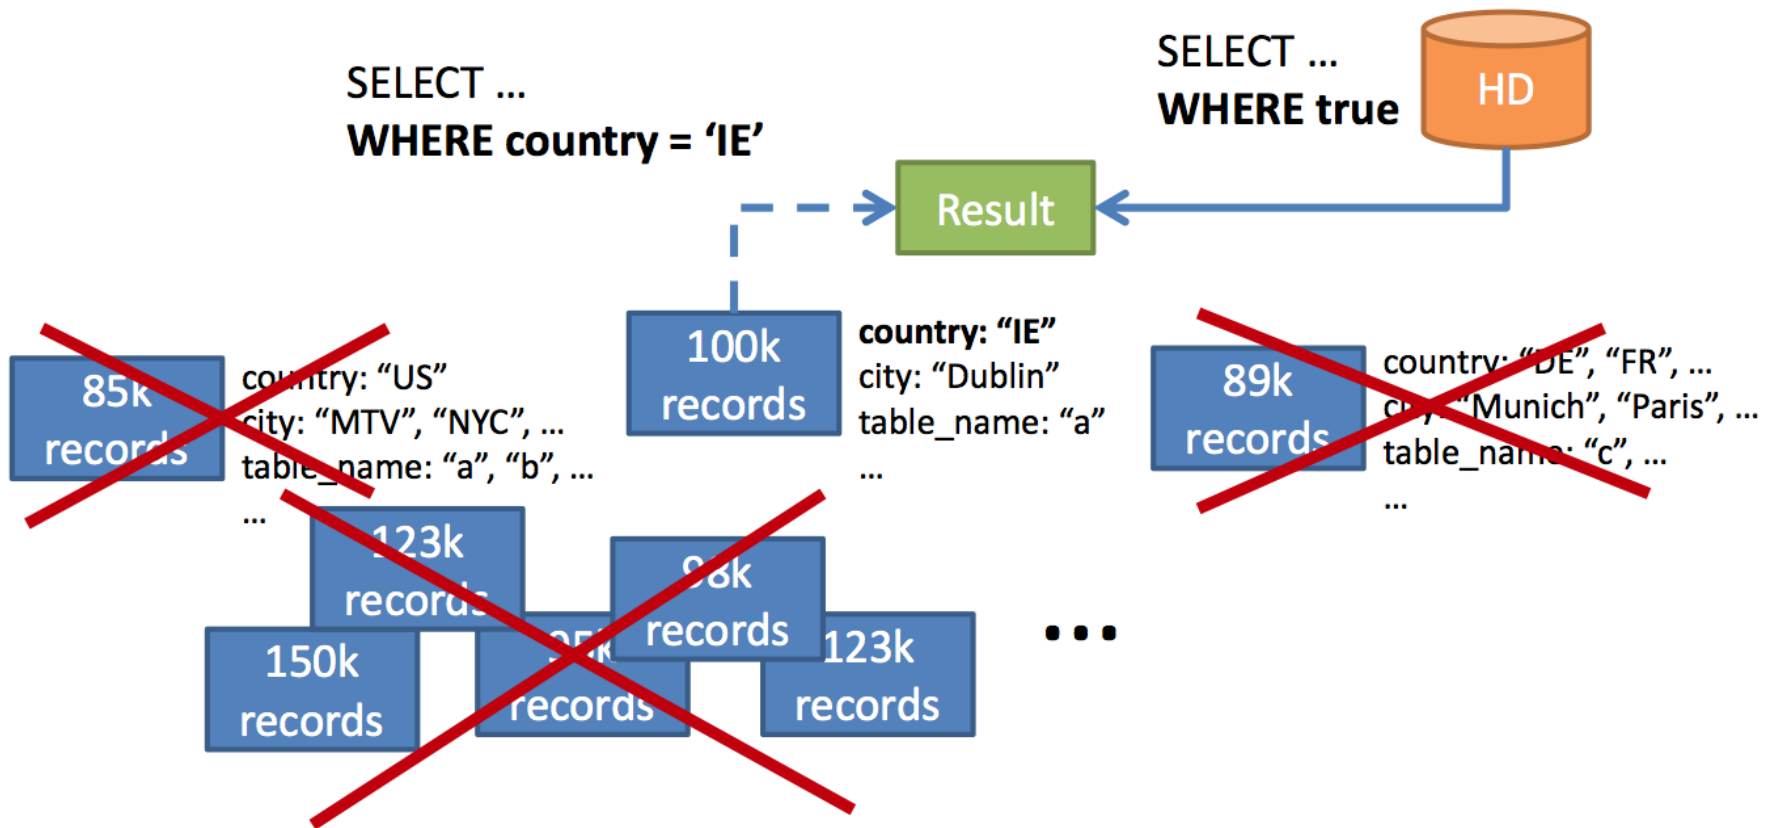 SELECT ...
WHERE country = ‘IE’
SELECT ...
WHERE true
HD
Result
85k
records
country: “US”
city: “MTV”, “NYC”, ...
table_name: “a”, “b”, ...
...
100k
records
country: “IE”
city: “Dublin”
table_name: “a”
...
89k
records
country: “DE”, “FR”, ...
city: “Munich”, “Paris”, ...
table_name: “c”, ...
...
123k
records
98k
records
150k
records
95k
records
123k
records
...